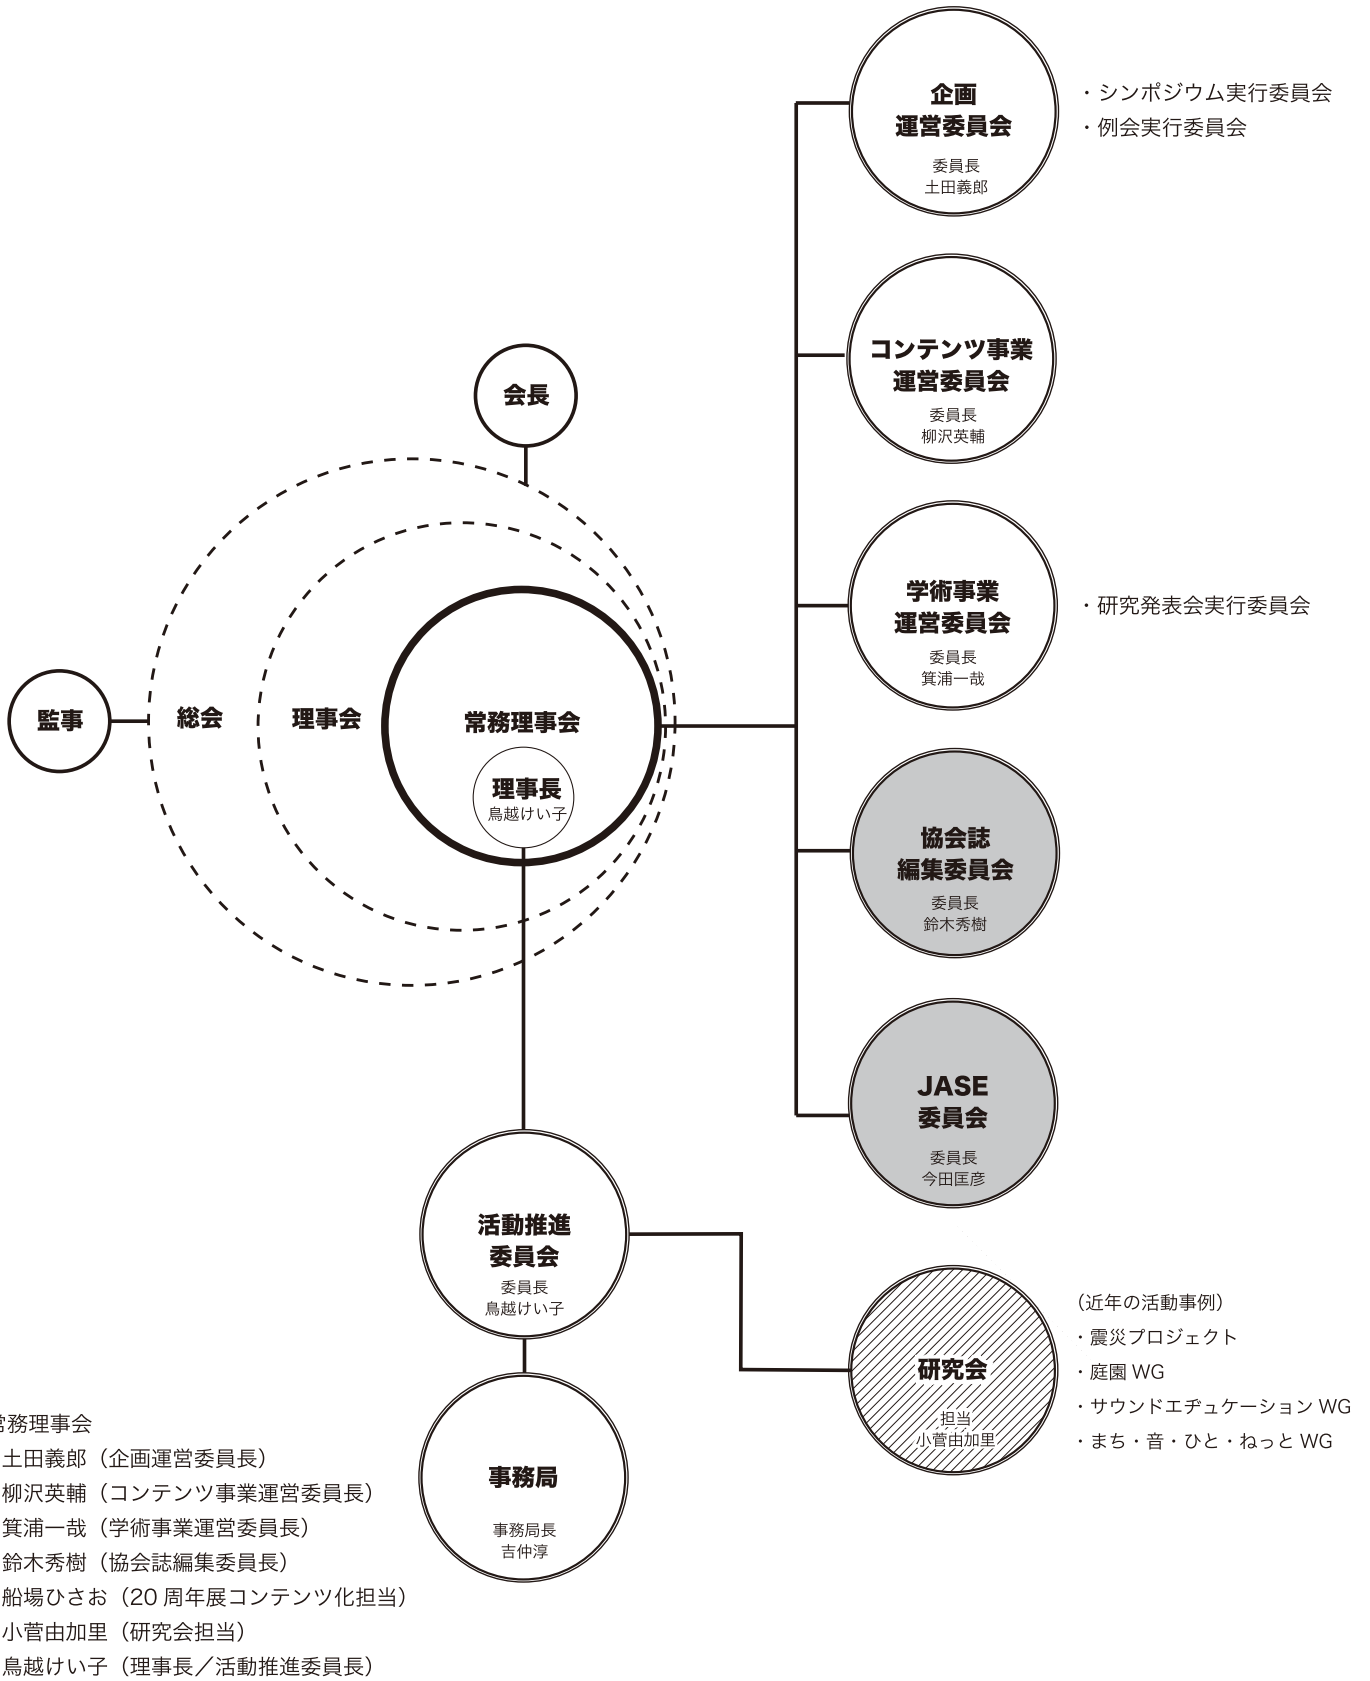 企画
運営委員会
委員長
土田義郎
・シンポジウム実行委員会
・例会実行委員会
コンテンツ事業
運営委員会
委員長
柳沢英輔
会長
学術事業
運営委員会
委員長
箕浦一哉
・研究発表会実行委員会
監事
総会
理事会
常務理事会
理事長
鳥越けい子
協会誌
編集委員会
委員長
鈴木秀樹
JASE
委員会
委員長
今田匡彦
活動推進
委員会
委員長
鳥越けい子
研究会
担当
小菅由加里
（近年の活動事例）
・震災プロジェクト
・庭園 WG
・サウンドエヂュケーション WG
・まち・音・ひと・ねっと WG
事務局
事務局長
吉仲淳
常務理事会
土田義郎（企画運営委員長）
柳沢英輔（コンテンツ事業運営委員長）
箕浦一哉（学術事業運営委員長）
鈴木秀樹（協会誌編集委員長）
船場ひさお（20 周年展コンテンツ化担当）
小菅由加里（研究会担当）
鳥越けい子（理事長／活動推進委員長）